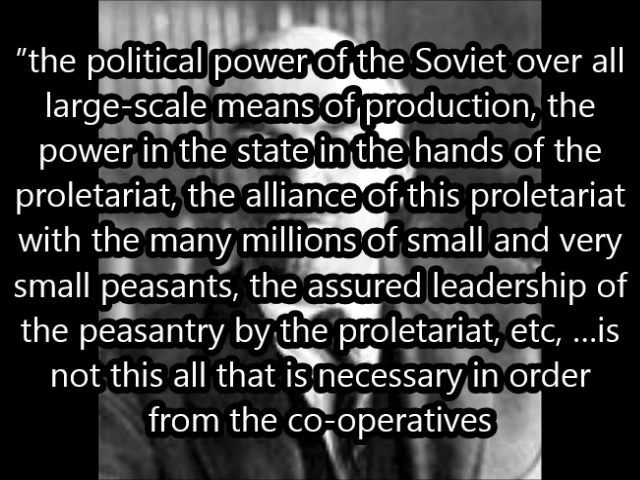 "the political power of the Soviet over all
large-scale means of production, the
power in the state in the hands of the
proletariat, the alliance of this proletariat
with the many millions of small and very
small peasants, the assured leadership of
the peasantry by the proletariat, etc, ...is
not this all that is necessary in order
from the co-operatives